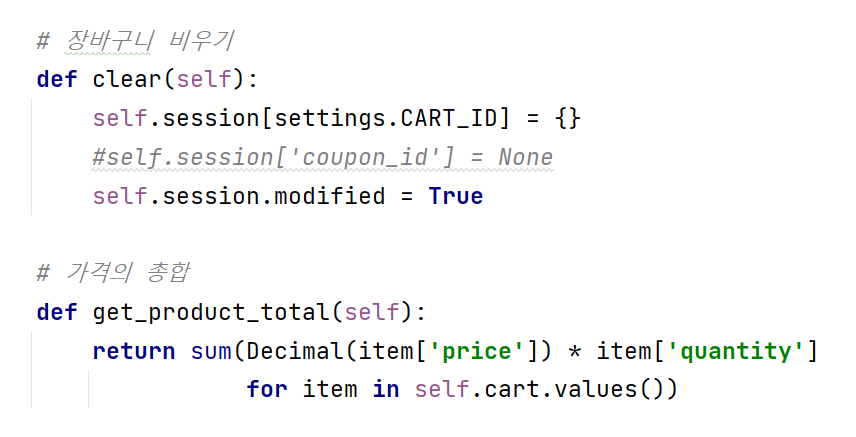 # 장바구니 비우기
def clear(self):
    self.session[settings.CART_ID] = {}
    #self.session['coupon_id'] = None
    self.session.modified = True

# 가격의 총합
def get_product_total(self):
    return sum(Decimal(item['price']) * item['quantity']
               for item in self.cart.values())